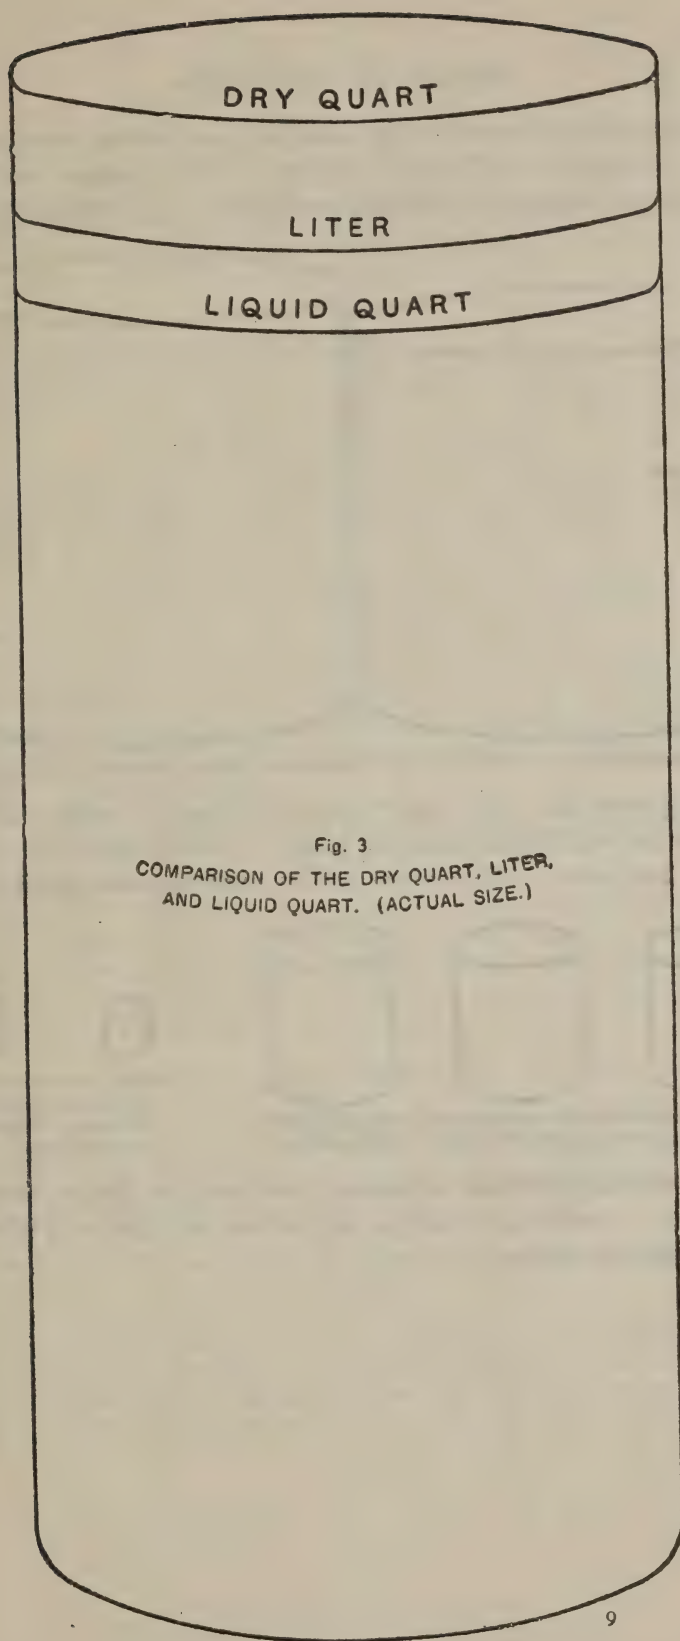 DRY QUART
LITER
LIQUID QUART
Fig. 3
COMPARISON OF THE DRY QUART, LITER,
AND LIQUID QUART. (ACTUAL SIZE.)
9